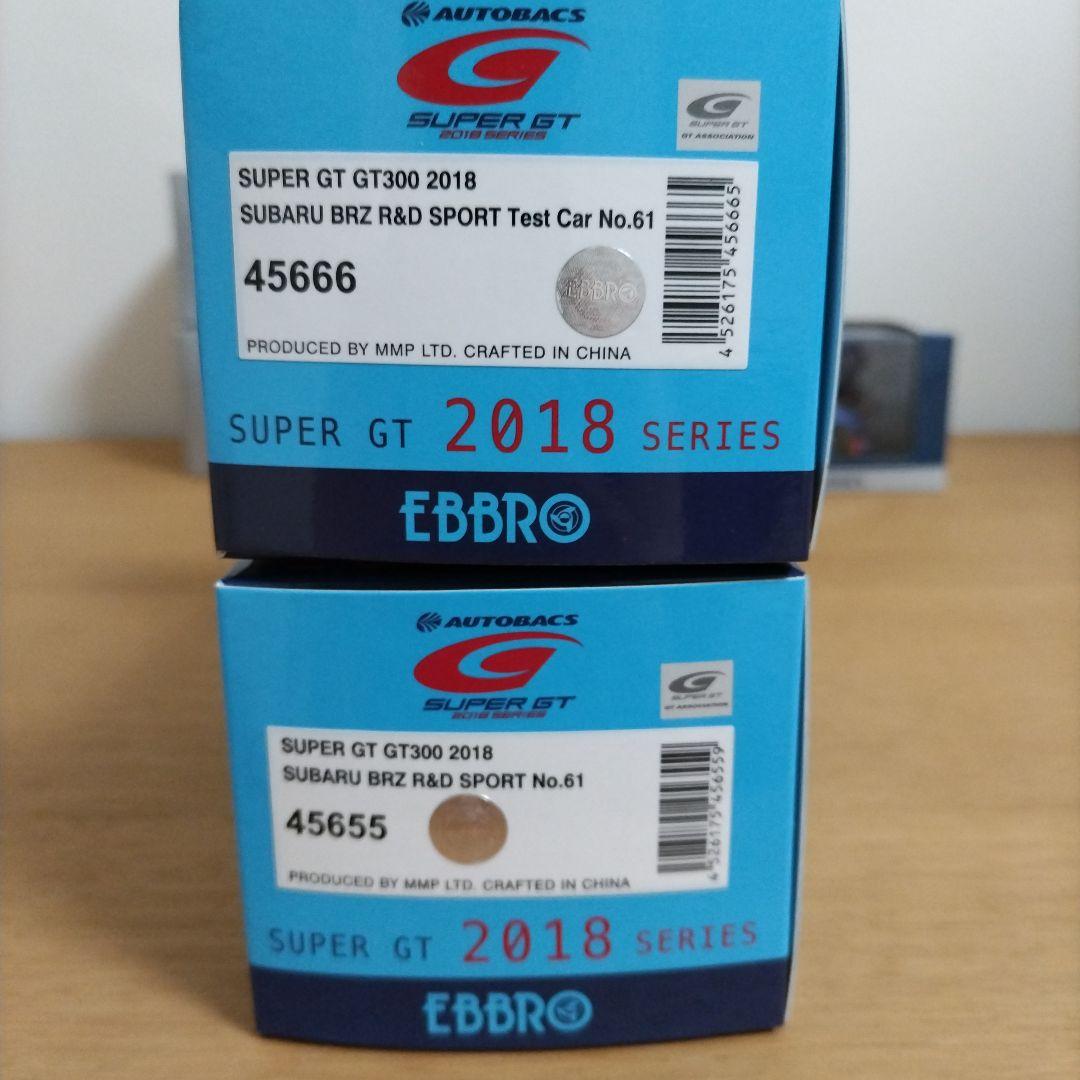 AUTOBACS
SUPER GT
2018 SERIES
SUPER GT
GT ASSOCIATION
SUPER GT GT300 2018
SUBARU BRZ R&D SPORT Test Car No.61
45666
EBBRO
4 526175 456665
PRODUCED BY MMP LTD. CRAFTED IN CHINA
SUPER GT 2018 SERIES
EBBRO
AUTOBACS
SUPER GT
2018 SERIES
SUPER GT
GT ASSOCIATION
SUPER GT GT300 2018
SUBARU BRZ R&D SPORT No.61
45655
4 526175 456559
PRODUCED BY MMP LTD. CRAFTED IN CHINA
SUPER GT 2018 SERIES
EBBRO